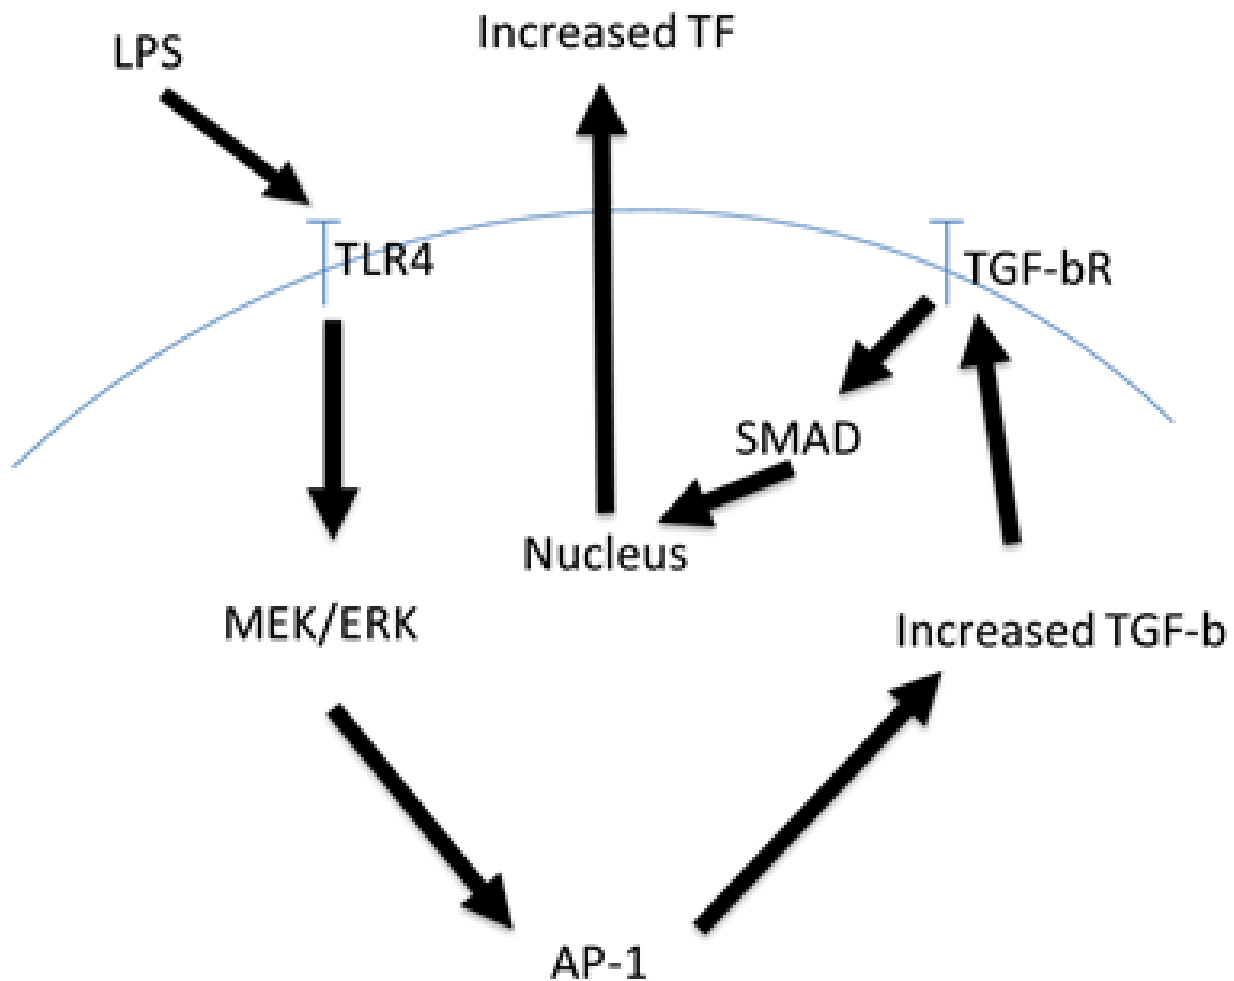 LPS
Increased TF
TLR4
TGF-bR
SMAD
Nucleus
MEK/ERK
Increased TGF-b
AP-1